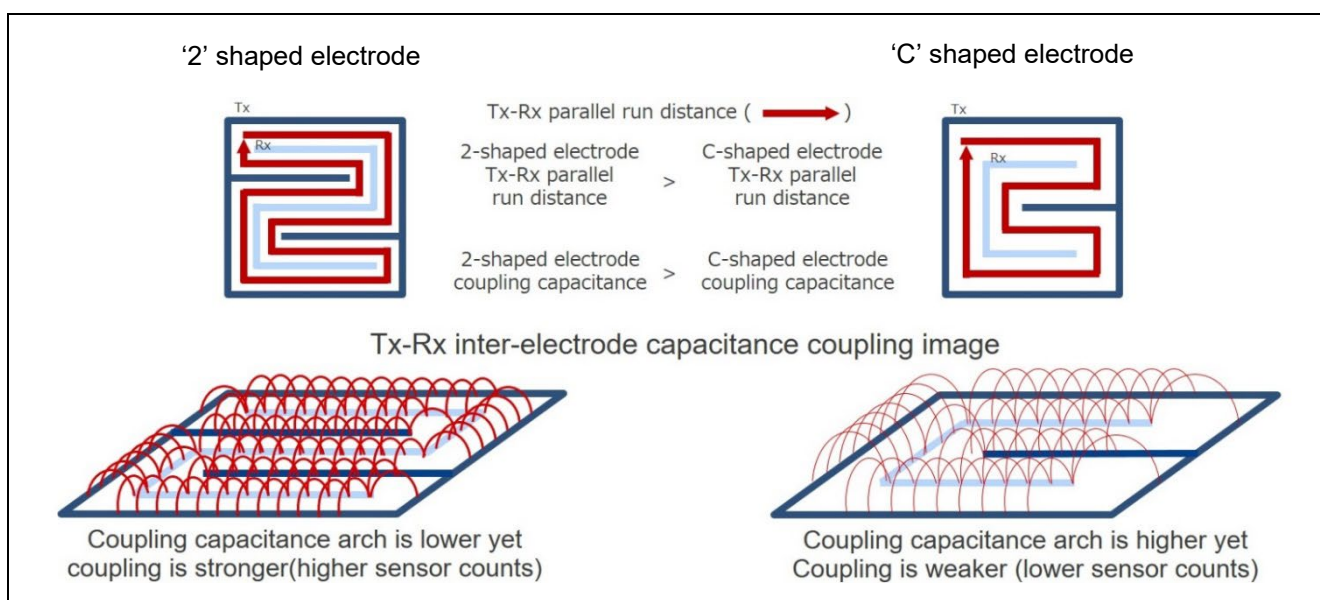 ‘2’ shaped electrode
‘C’ shaped electrode
Tx
Rx
Tx-Rx parallel run distance ( )
2-shaped electrode
Tx-Rx parallel
run distance
>
C-shaped electrode
Tx-Rx parallel
run distance
2-shaped electrode
coupling capacitance
>
C-shaped electrode
coupling capacitance
Tx
Rx
Tx-Rx inter-electrode capacitance coupling image
Coupling capacitance arch is lower yet
coupling is stronger(higher sensor counts)
Coupling capacitance arch is higher yet
Coupling is weaker (lower sensor counts)